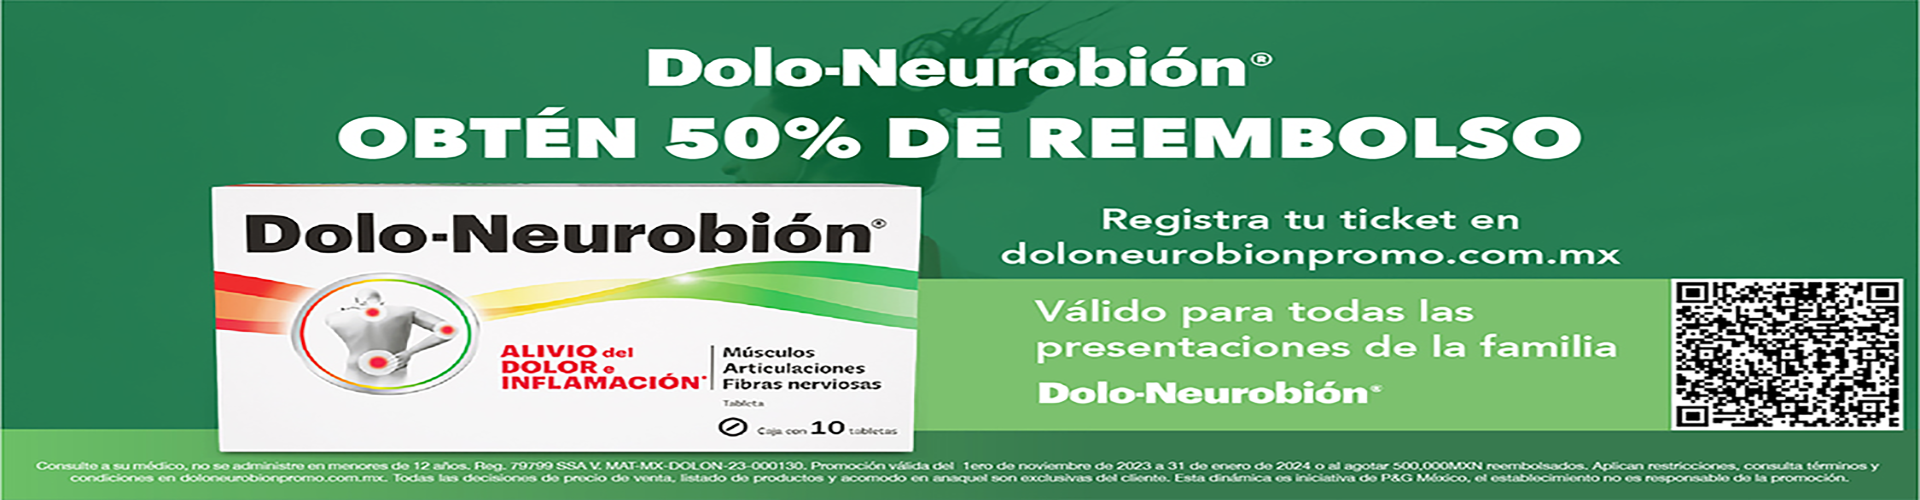 Dolo-Neurobión®
OBTÉN 50% DE REEMBOLSO
Dolo-Neurobión®
ALIVIO del
DOLOR e
INFLAMACIÓN*
Músculos
Articulaciones
Fibras nerviosas
Tableta
Caja con 10 tabletas
Registra tu ticket en
doloneurobionpromo.com.mx
Válido para todas las
presentaciones de la familia
Dolo-Neurobión®
Consulte a su médico, no se administre en menores de 12 años. Reg. 79799 SSA V. MAT-MX-DOLON-23-000130. Promoción válida del 1ero de noviembre de 2023 a 31 de enero de 2024 o al agotar 500,000MXN reembolsados. Aplican restricciones, consulta términos y
condiciones en doloneurobionpromo.com.mx. Todas las decisiones de precio de venta, listado de productos y acomodo en anaquel son exclusivas del cliente. Esta dinámica es iniciativa de P&G México, el establecimiento no es responsable de la promoción.